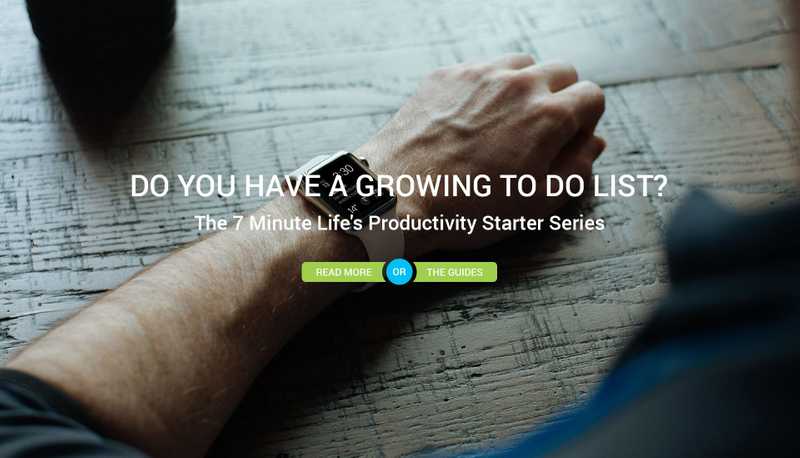 DO YOU HAVE A GROWING TO DO LIST?
The 7 Minute Life's Productivity Starter Series
READ MORE OR THE GUIDES